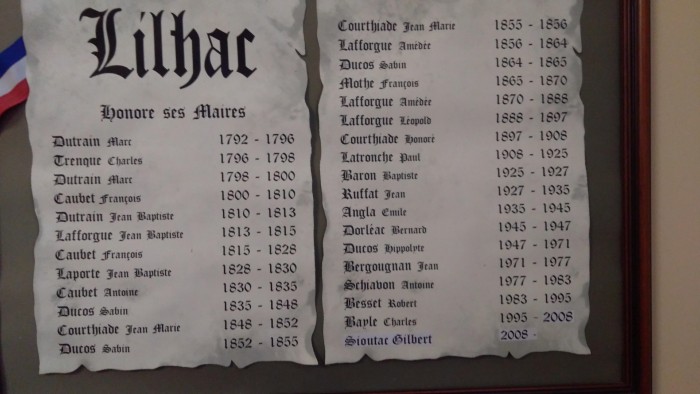 Lilhac
Honore ses Maires
Dutrain Marc 1792 - 1796
Trenque Charles 1796 - 1798
Dutrain Marc 1798 - 1800
Caubet François 1800 - 1810
Dutrain Jean Baptiste 1810 - 1813
Lafforgue Jean Baptiste 1813 - 1815
Caubet François 1815 - 1828
Laporte Jean Baptiste 1828 - 1830
Caubet Antoine 1830 - 1835
Ducos Sabin 1835 - 1848
Courthiade Jean Marie 1848 - 1852
Ducos Sabin 1852 - 1855
Courthiade Jean Marie 1855 - 1856
Lafforgue Amédée 1856 - 1864
Ducos Sabin 1864 - 1865
Mothe François 1865 - 1870
Lafforgue Amédée 1870 - 1888
Lafforgue Léopold 1888 - 1897
Courthiade Honoré 1897 - 1908
Latronche Paul 1908 - 1925
Baron Baptiste 1925 - 1927
Ruffat Jean 1927 - 1935
Angla Emile 1935 - 1945
Dorléac Bernard 1945 - 1947
Ducos Hippolyte 1947 - 1971
Bergougnan Jean 1971 - 1977
Schiabon Antoine 1977 - 1983
Besset Robert 1983 - 1995
Bayle Charles 1995 - 2008
Sioutac Gilbert 2008 -